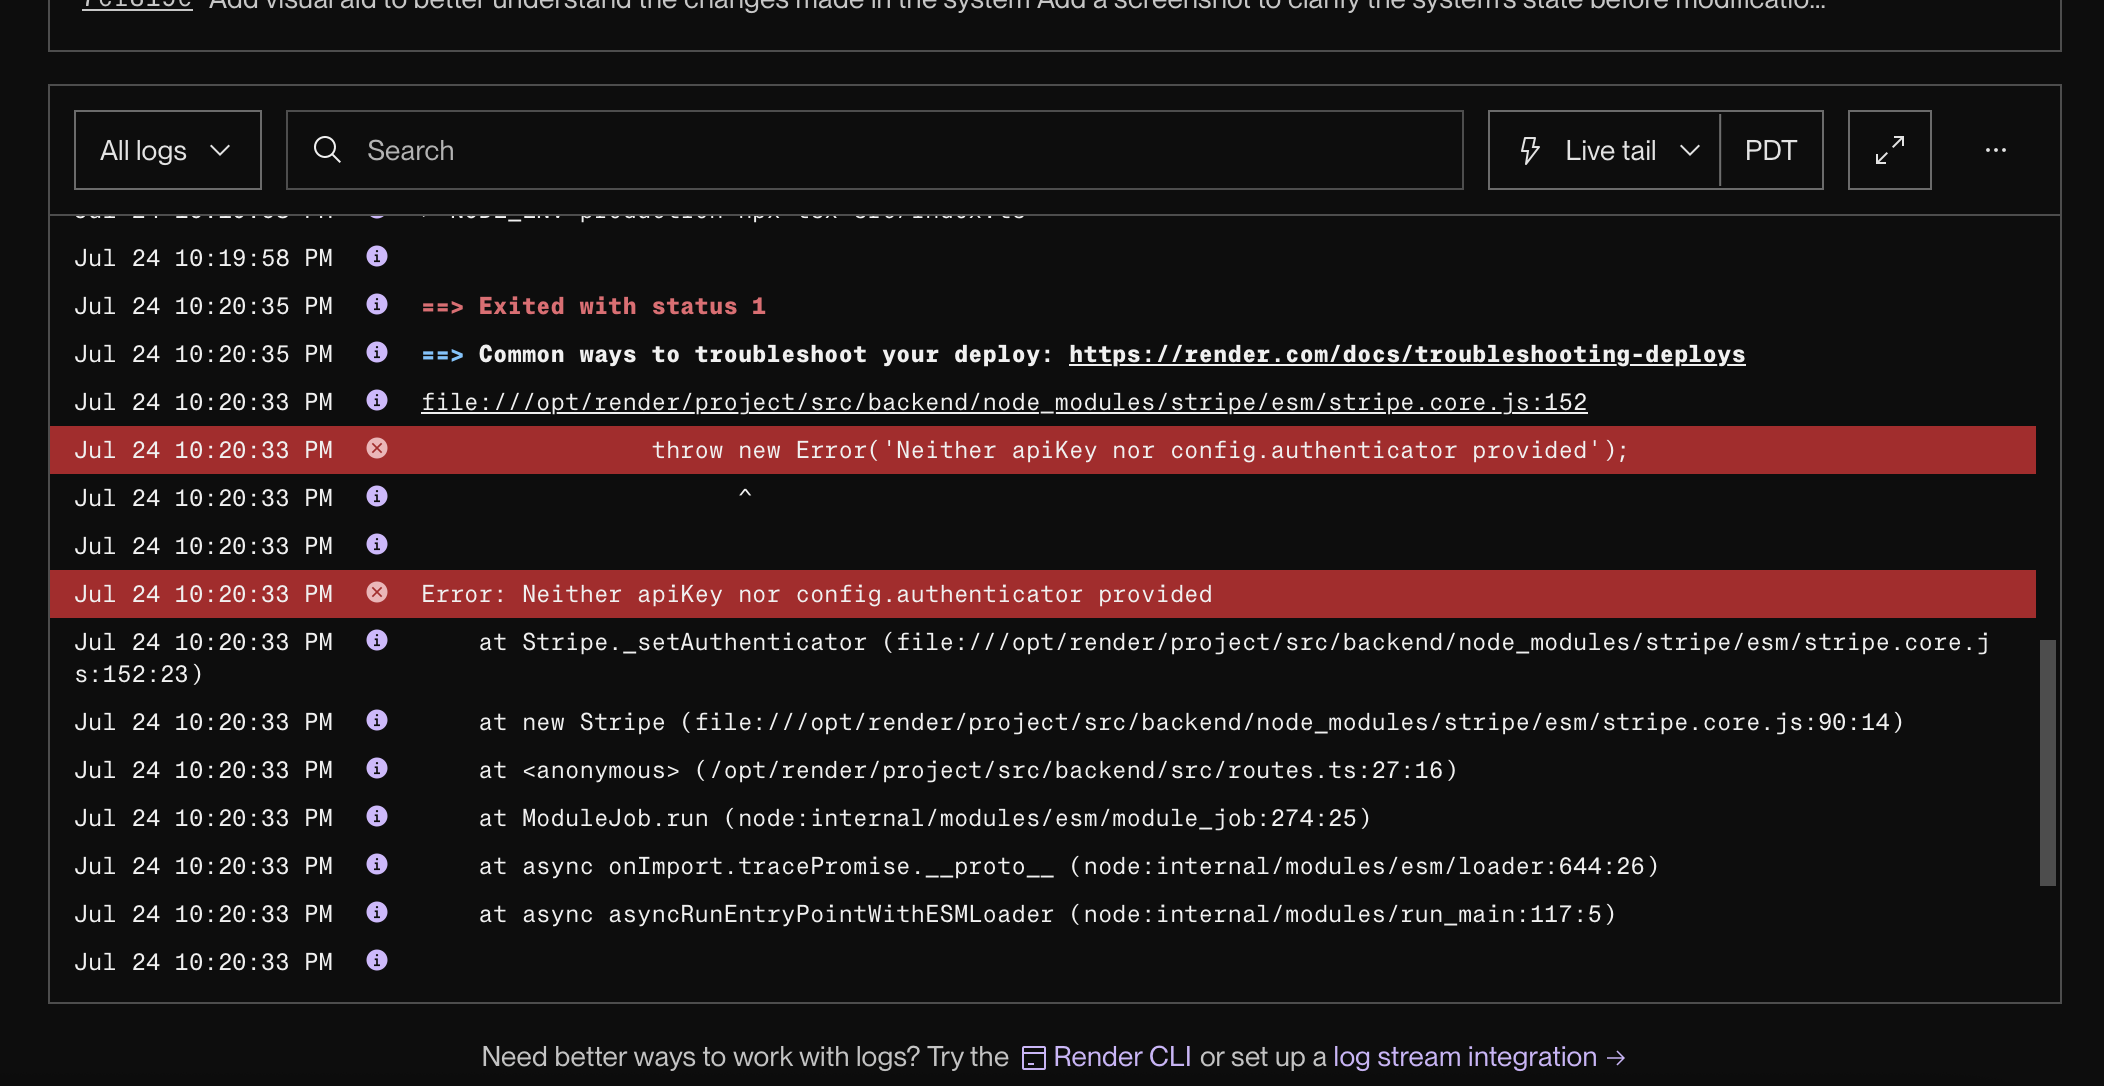 7cf8f9c Add visual aid to better understand the changes made in the system Add a screenshot to clarify the system's state before modificatio...
All logs
Search
Live tail
PDT
...
> NODE_ENV=production npx tsx src/index.ts
Jul 24 10:19:58 PM
Jul 24 10:20:35 PM ==> Exited with status 1
Jul 24 10:20:35 PM ==> Common ways to troubleshoot your deploy: https://render.com/docs/troubleshooting-deploys
Jul 24 10:20:33 PM file:///opt/render/project/src/backend/node_modules/stripe/esm/stripe.core.js:152
Jul 24 10:20:33 PM throw new Error('Neither apiKey nor config.authenticator provided');
Jul 24 10:20:33 PM ^
Jul 24 10:20:33 PM
Jul 24 10:20:33 PM Error: Neither apiKey nor config.authenticator provided
Jul 24 10:20:33 PM at Stripe._setAuthenticator (file:///opt/render/project/src/backend/node_modules/stripe/esm/stripe.core.j
s:152:23)
Jul 24 10:20:33 PM at new Stripe (file:///opt/render/project/src/backend/node_modules/stripe/esm/stripe.core.js:90:14)
Jul 24 10:20:33 PM at <anonymous> (/opt/render/project/src/backend/src/routes.ts:27:16)
Jul 24 10:20:33 PM at ModuleJob.run (node:internal/modules/esm/module_job:274:25)
Jul 24 10:20:33 PM at async onImport.tracePromise.__proto__ (node:internal/modules/esm/loader:644:26)
Jul 24 10:20:33 PM at async asyncRunEntryPointWithESMLoader (node:internal/modules/run_main:117:5)
Jul 24 10:20:33 PM
Need better ways to work with logs? Try the Render CLI or set up a log stream integration →